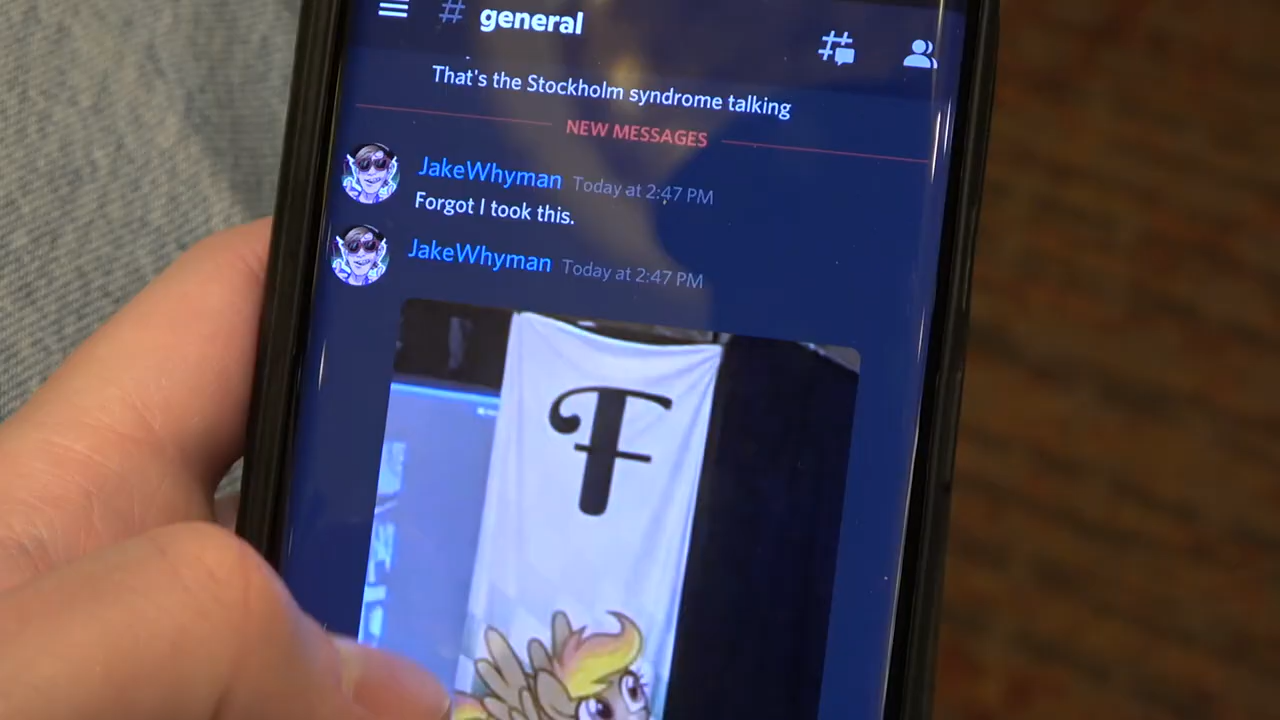 # general
That's the Stockholm syndrome talking
NEW MESSAGES
JakeWhyman Today at 2:47 PM
Forgot I took this.
JakeWhyman Today at 2:47 PM
F